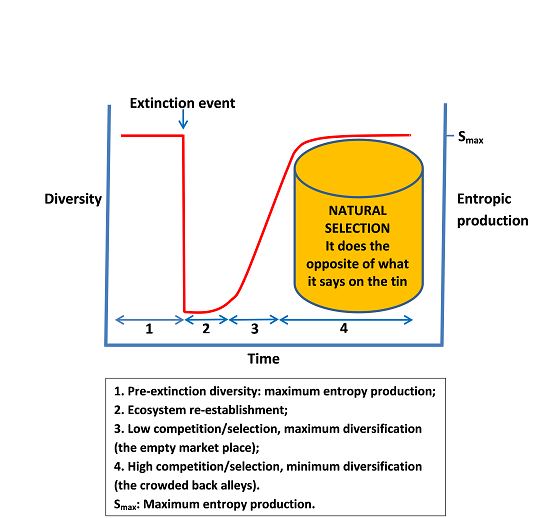 Extinction event
S_max
Diversity
Entropic
production
NATURAL
SELECTION
It does the
opposite of what
it says on the tin
1
2
3
4
Time
1. Pre-extinction diversity: maximum entropy production;
2. Ecosystem re-establishment;
3. Low competition/selection, maximum diversification
(the empty market place);
4. High competition/selection, minimum diversification
(the crowded back alleys).
S_max: Maximum entropy production.